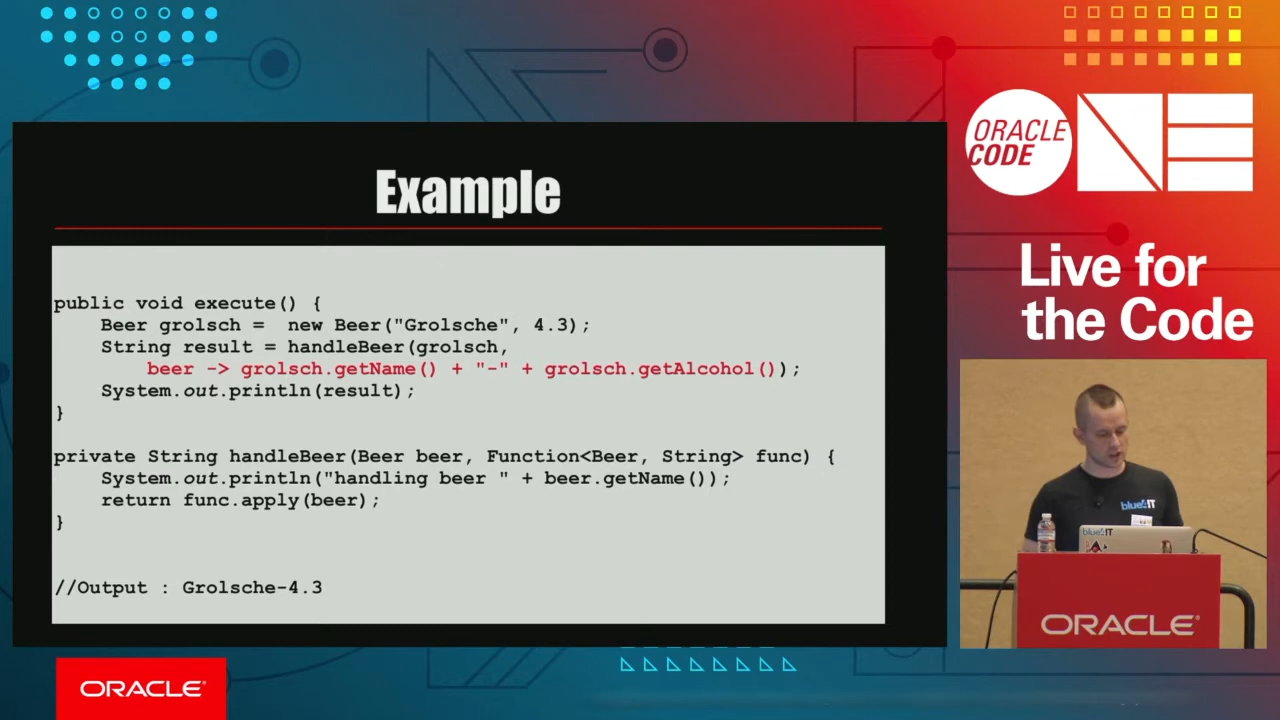 Example
public void execute() {
Beer grolsch = new Beer("Grolsche", 4.3);
String result = handleBeer(grolsch,
beer -> grolsch.getName() + "-" + grolsch.getAlcohol());
System.out.println(result);
}
private String handleBeer(Beer beer, Function<Beer, String> func) {
System.out.println("handling beer " + beer.getName());
return func.apply(beer);
}
//Output : Grolsche-4.3
ORACLE
CODE
ONE
Live for
the Code
blue4IT
blue4IT
ORACLE
ORACLE